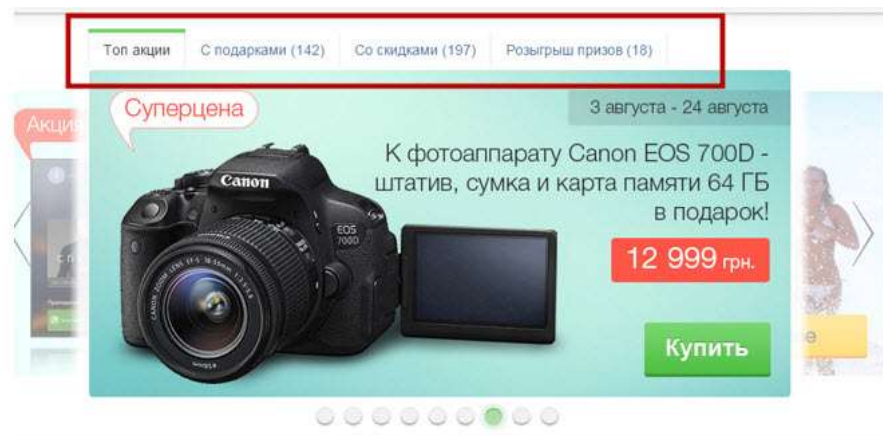 Топ акции
С подарками (142)
Со скидками (197)
Розыгрыш призов (18)
Акция
Суперцена
3 августа - 24 августа
К фотоаппарату Canon EOS 700D -
штатив, сумка и карта памяти 64 ГБ
в подарок!
12 999 грн.
Купить
Canon
EOS
700D